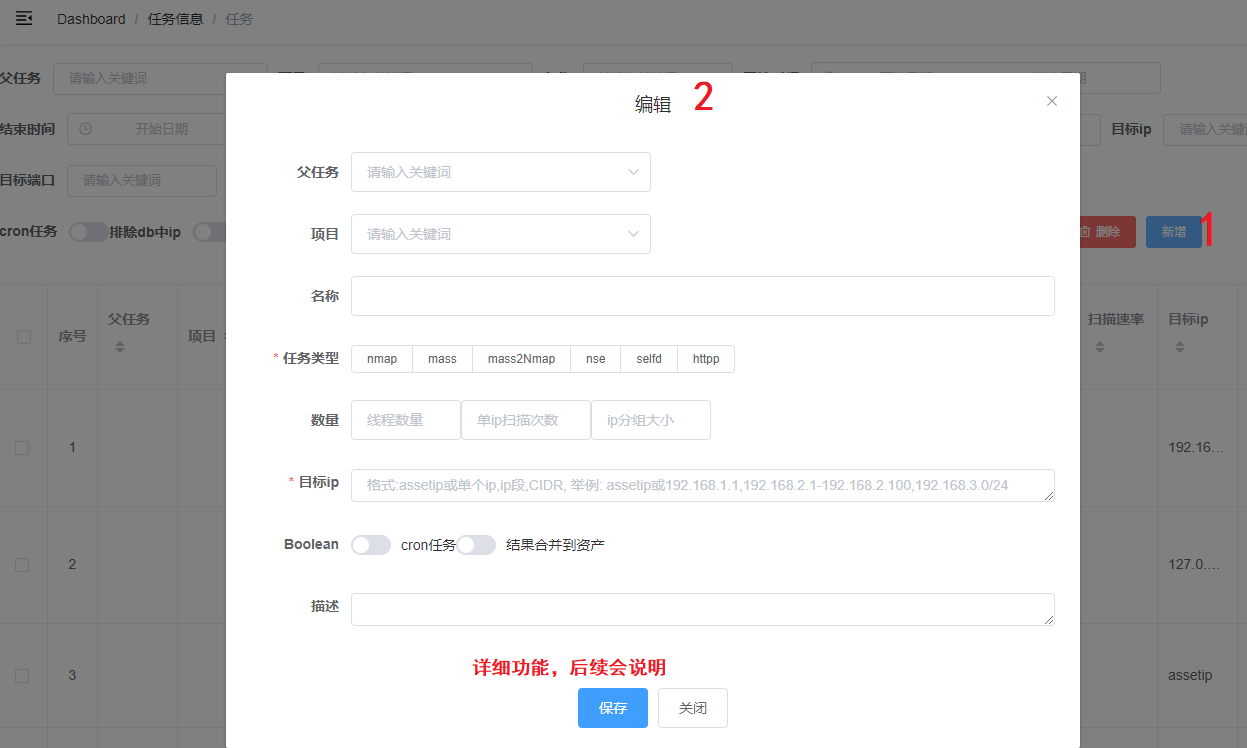 Dashboard / 任务信息 / 任务
父任务 请输入关键词
结束时间 开始日期 目标ip 请输入关键
目标端口 请输入关键词
cron任务 排除db中ip 删除 新增 1
序号 父任务 项目 扫描速率 目标ip
1 192.16...
2 127.0....
3 assetip
编辑 2
父任务 请输入关键词
项目 请输入关键词
名称
* 任务类型 nmap mass mass2Nmap nse selfd httpp
数量 线程数量 单ip扫描次数 ip分组大小
* 目标ip 格式:assetip或单个ip,ip段,CIDR, 举例: assetip或192.168.1.1,192.168.2.1-192.168.2.100,192.168.3.0/24
Boolean cron任务 结果合并到资产
描述
详细功能，后续会说明
保存 关闭